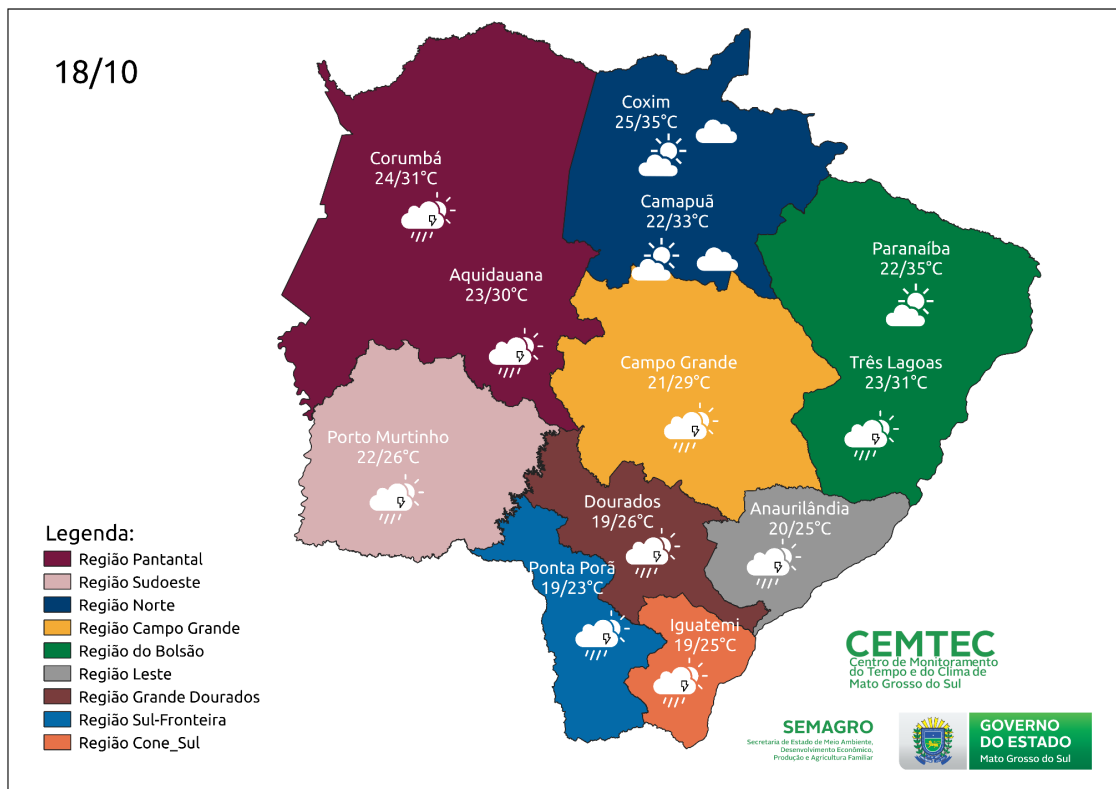 18/10
Coxim
25/35°C
Corumbá
24/31°C
Camapuã
22/33°C
Paranaíba
22/35°C
Aquidauana
23/30°C
Campo Grande
21/29°C
Três Lagoas
23/31°C
Porto Murtinho
22/26°C
Dourados
19/26°C
Anaurilândia
20/25°C
Ponta Porã
19/23°C
Iguatemi
19/25°C
Legenda:
Região Pantantal
Região Sudoeste
Região Norte
Região Campo Grande
Região do Bolsão
Região Leste
Região Grande Dourados
Região Sul-Fronteira
Região Cone_Sul
CEMTEC
Centro de Monitoramento
do Tempo e do Clima de
Mato Grosso do Sul
SEMAGRO
Secretaria de Estado de Meio Ambiente,
Desenvolvimento Econômico,
Produção e Agricultura Familiar
GOVERNO
DO ESTADO
Mato Grosso do Sul